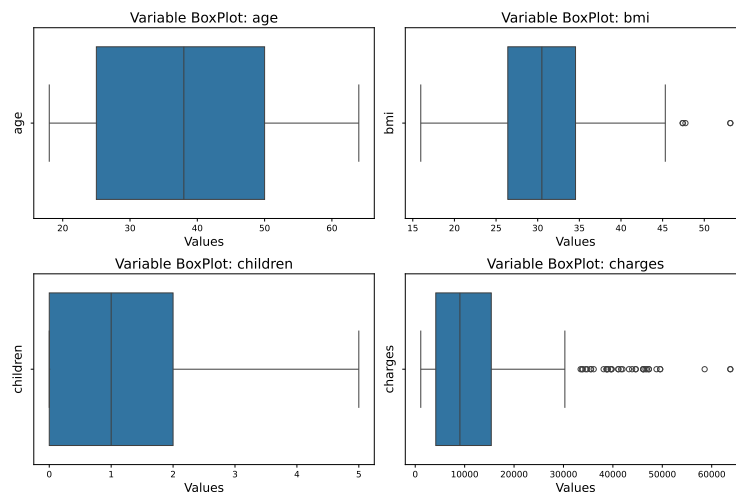 Variable BoxPlot: age
age
20 30 40 50 60
Values
Variable BoxPlot: bmi
bmi
15 20 25 30 35 40 45 50
Values
Variable BoxPlot: children
children
0 1 2 3 4 5
Values
Variable BoxPlot: charges
charges
0 10000 20000 30000 40000 50000 60000
Values